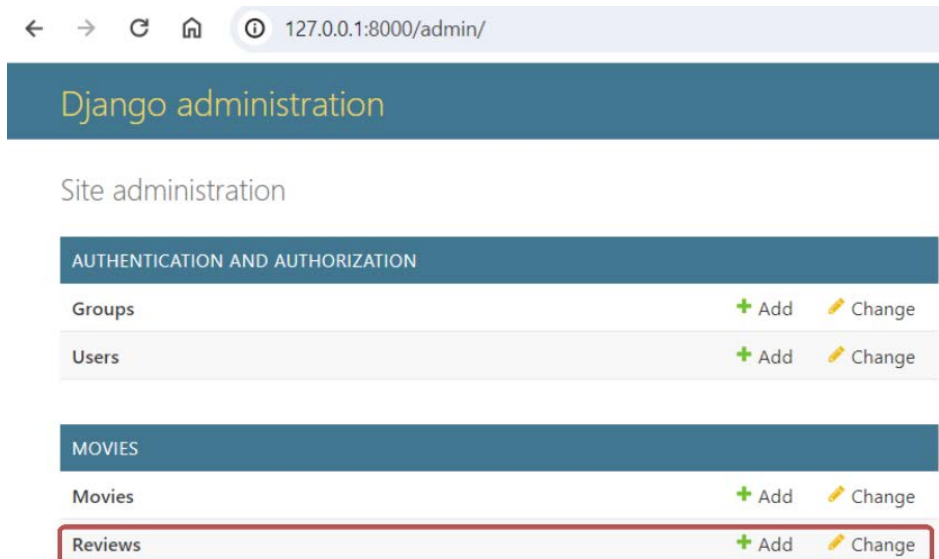 127.0.0.1:8000/admin/
Django administration
Site administration
AUTHENTICATION AND AUTHORIZATION
Groups Add Change
Users Add Change
MOVIES
Movies Add Change
Reviews Add Change